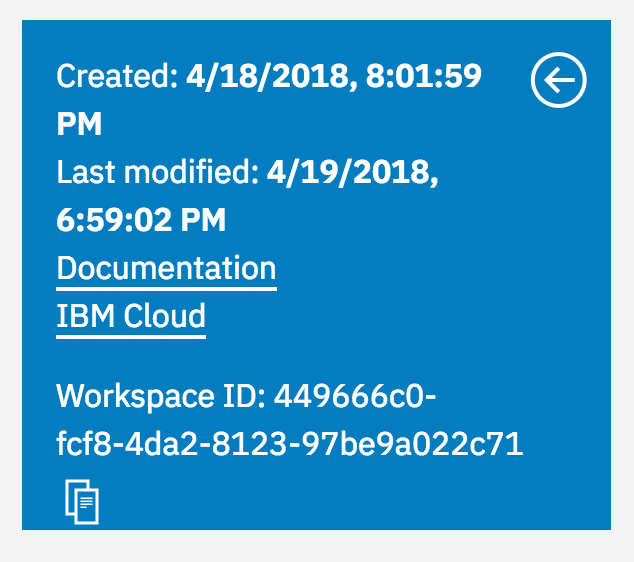 Created: 4/18/2018, 8:01:59
PM
Last modified: 4/19/2018,
6:59:02 PM
Documentation
IBM Cloud
Workspace ID: 449666c0-
fcf8-4da2-8123-97be9a022c71